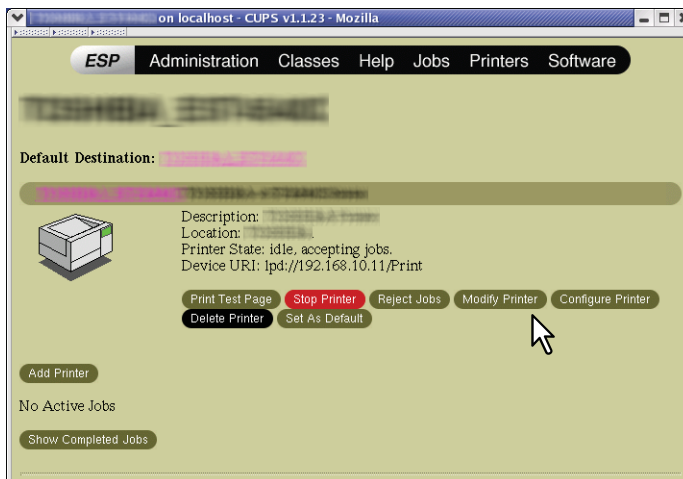 on localhost - CUPS v1.1.23 - Mozilla
ESP Administration Classes Help Jobs Printers Software
Default Destination:
Description:
Location:
Printer State: idle, accepting jobs.
Device URI: lpd://192.168.10.11/Print
Print Test Page Stop Printer Reject Jobs Modify Printer Configure Printer
Delete Printer Set As Default
Add Printer
No Active Jobs
Show Completed Jobs